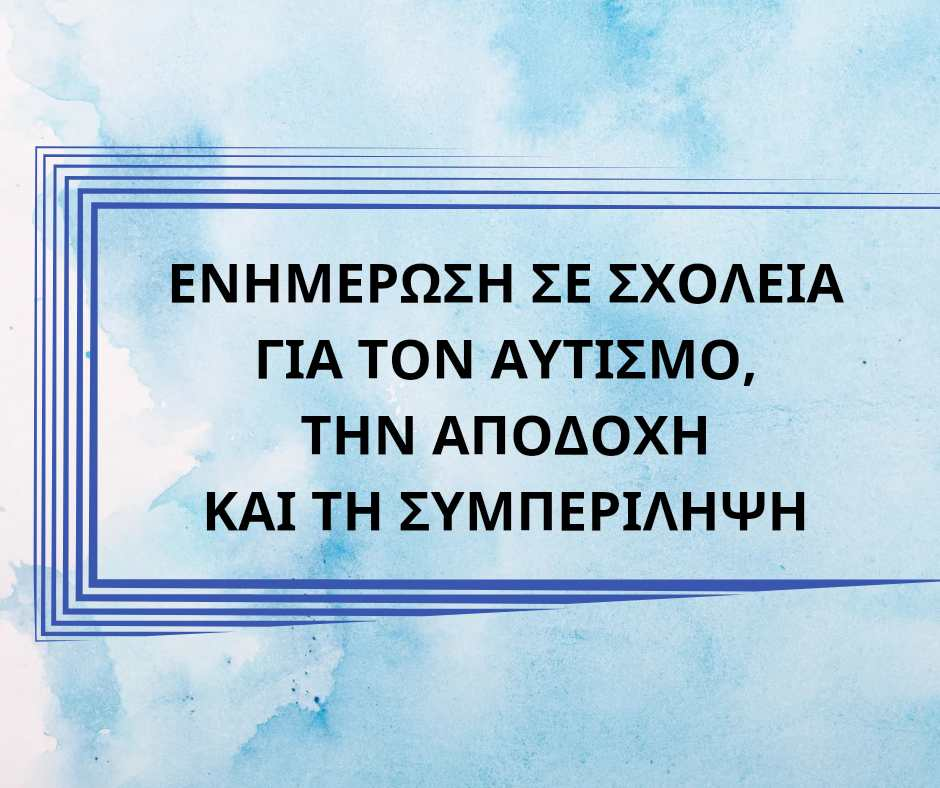 ΕΝΗΜΕΡΩΣΗ ΣΕ ΣΧΟΛΕΙΑ
ΓΙΑ ΤΟΝ ΑΥΤΙΣΜΟ,
ΤΗΝ ΑΠΟΔΟΧΗ
ΚΑΙ ΤΗ ΣΥΜΠΕΡΙΛΗΨΗ